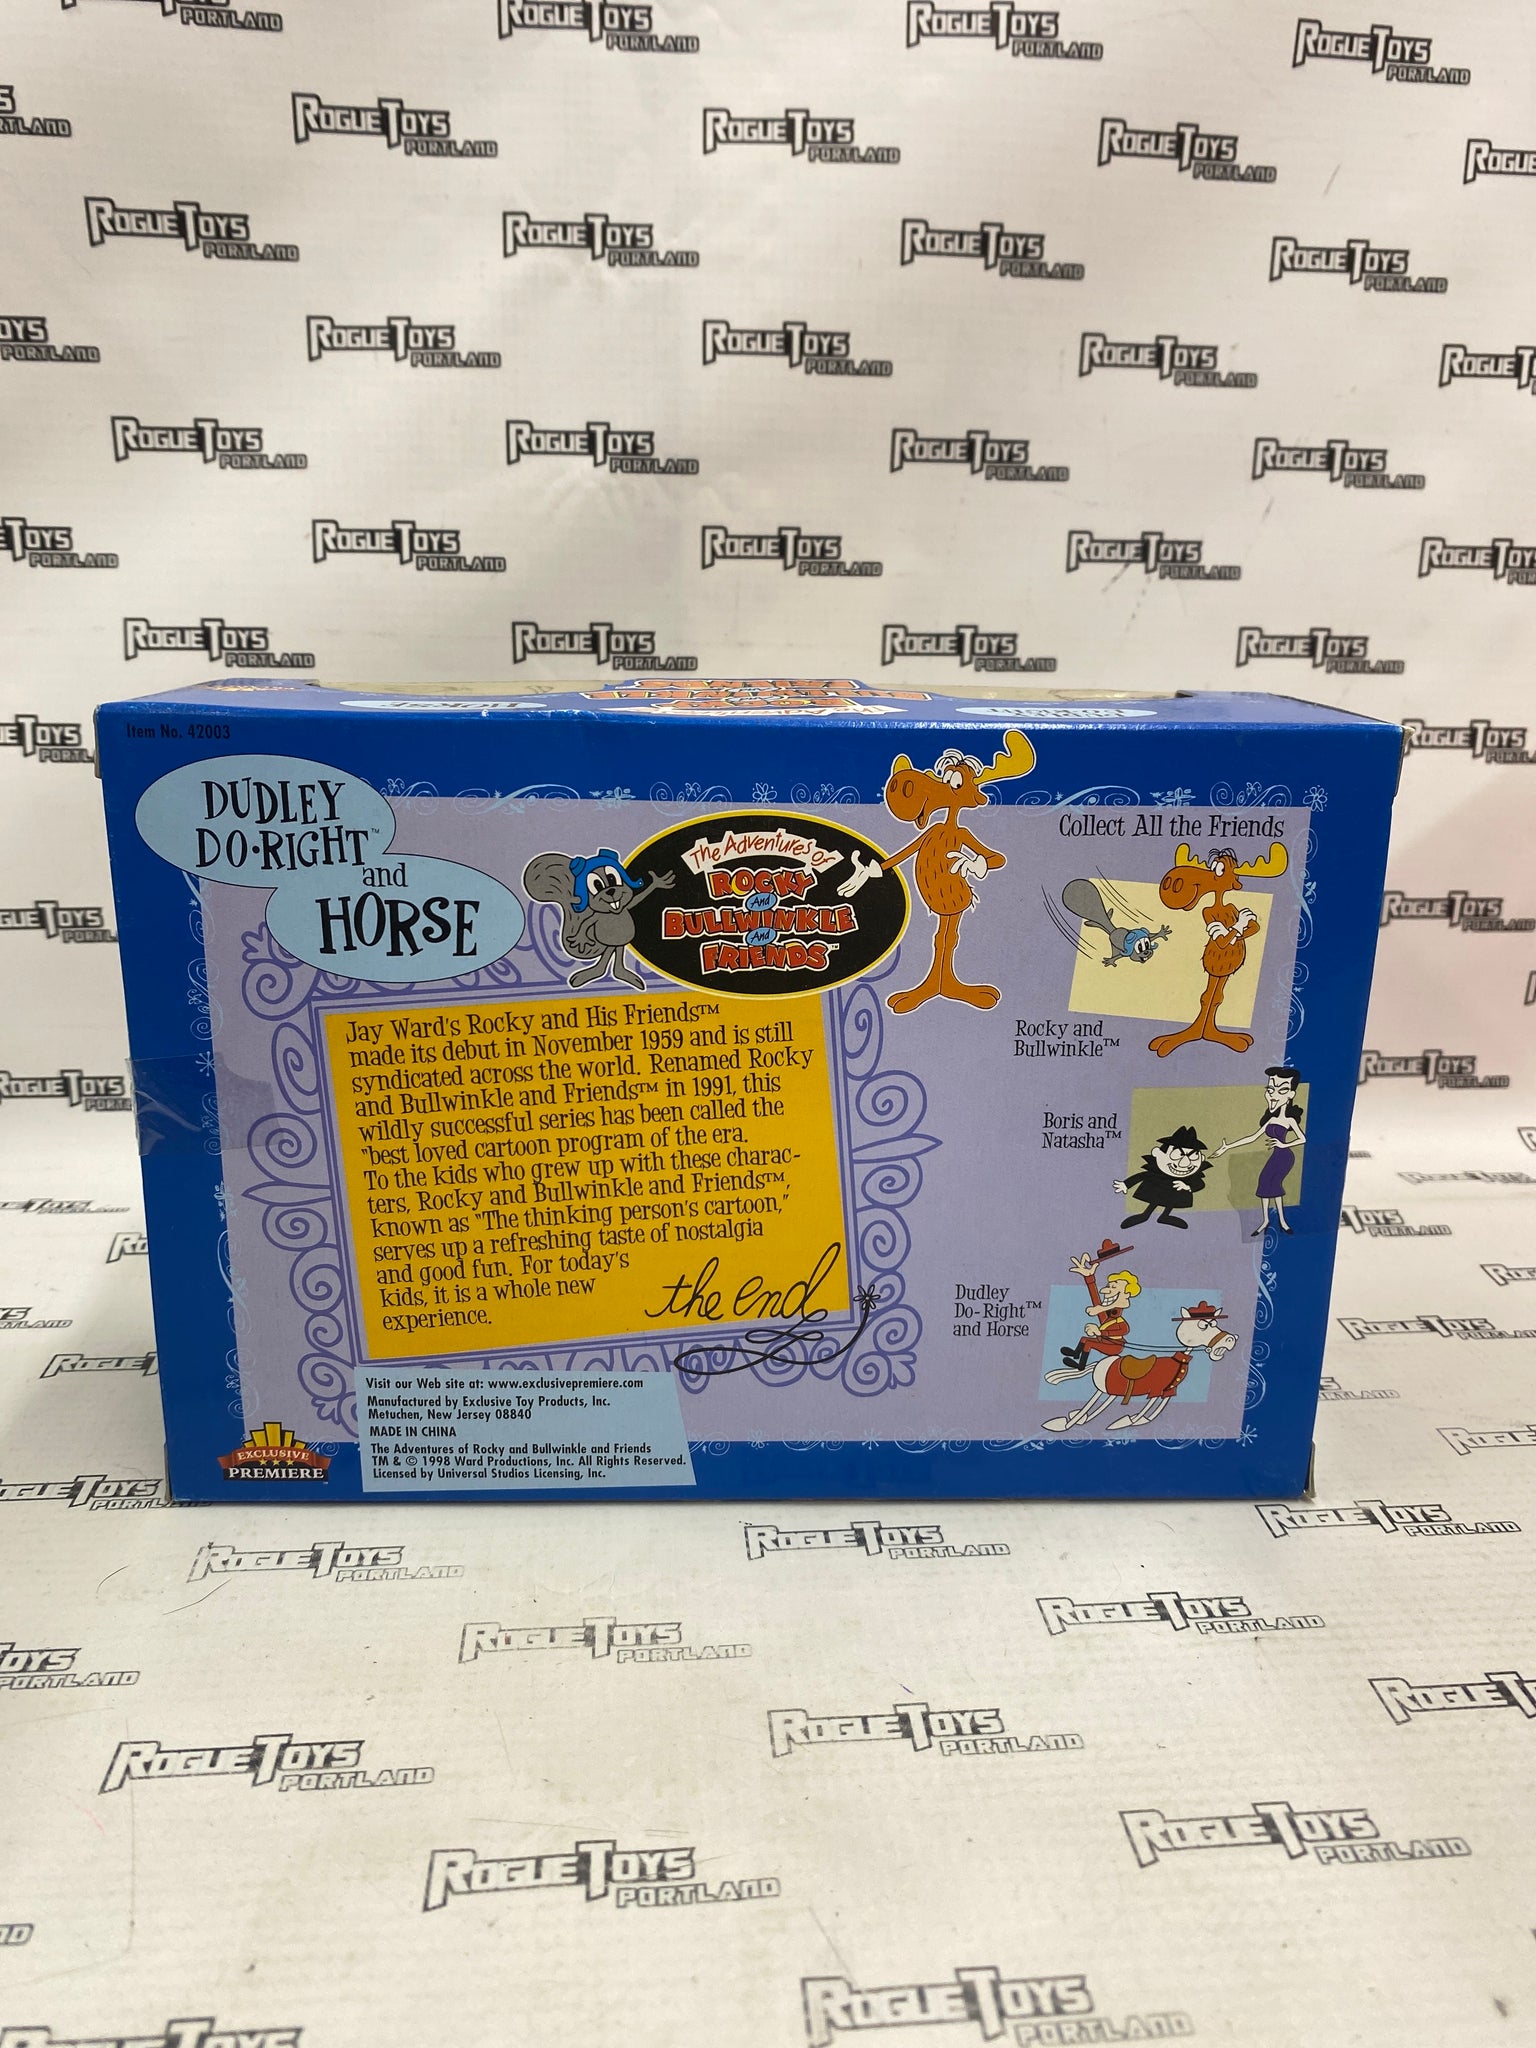 ROGUE TOYS
PORTLAND
Item No. 42003
DUDLEY
DO-RIGHT™
and
HORSE
The Adventures of
ROCKY
And
BULLWINKLE
And
FRIENDS™
Collect All the Friends
Rocky and
Bullwinkle™
Boris and
Natasha™
Dudley
Do-Right™
and Horse
Jay Ward's Rocky and His Friends™
made its debut in November 1959 and is still
syndicated across the world. Renamed Rocky
and Bullwinkle and Friends™ in 1991, this
wildly successful series has been called the
"best loved cartoon program of the era.
To the kids who grew up with these charac-
ters, Rocky and Bullwinkle and Friends™,
known as "The thinking person's cartoon,"
serves up a refreshing taste of nostalgia
and good fun. For today's
kids, it is a whole new
experience.
the end
Visit our Web site at: www.exclusivepremiere.com
Manufactured by Exclusive Toy Products, Inc.
Metuchen, New Jersey 08840
MADE IN CHINA
The Adventures of Rocky and Bullwinkle and Friends
TM & © 1998 Ward Productions, Inc. All Rights Reserved.
Licensed by Universal Studios Licensing, Inc.
EXCLUSIVE
PREMIERE™